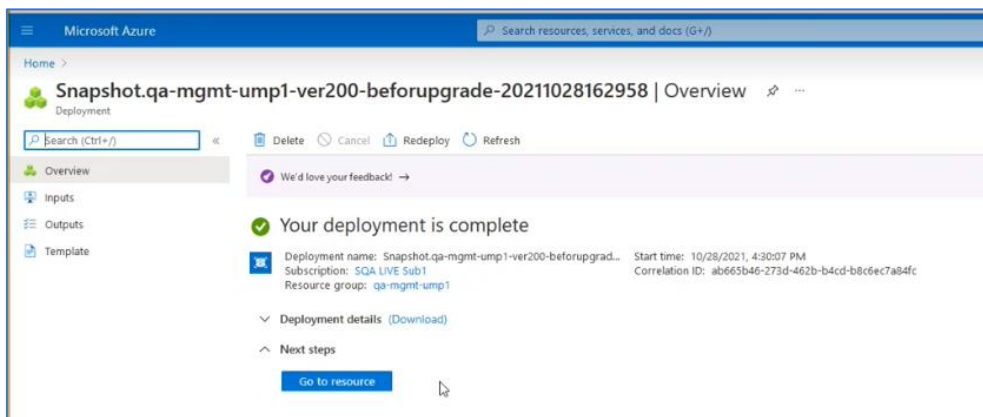 Microsoft Azure
Search resources, services, and docs (G+/)
Home >
Snapshot.qa-mgmt-ump1-ver200-beforupgrade-20211028162958 | Overview
Deployment
Search (Ctrl+/)
Delete Cancel Redeploy Refresh
Overview
Inputs
Outputs
Template
We'd love your feedback! →
Your deployment is complete
Deployment name: Snapshot.qa-mgmt-ump1-ver200-beforupgrad...
Subscription: SQA LIVE Sub1
Resource group: qa-mgmt-ump1
Start time: 10/28/2021, 4:30:07 PM
Correlation ID: ab665b46-273d-462b-b4cd-b8c6ec7a84fc
Deployment details (Download)
Next steps
Go to resource